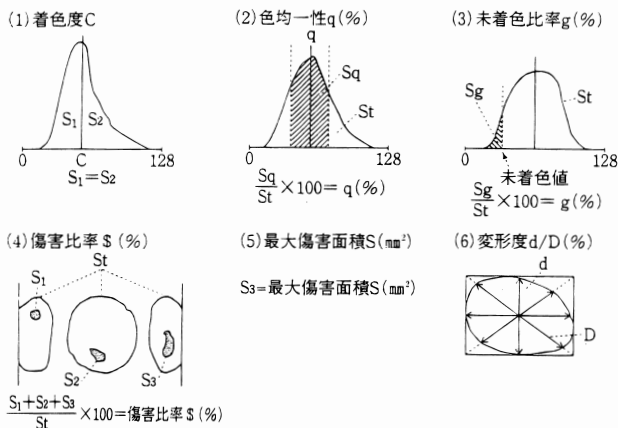 (1)着色度C
S₁
S₂
0
C
128
S₁=S₂
(2)色均一性q(%)
q
Sq
St
0
128
Sq/St×100=q(%)
(3)未着色比率g(%)
Sg
St
0
128
未着色値
Sg/St×100=g(%)
(4)傷害比率$(%)
St
S₁
S₂
S₃
S₁+S₂+S₃/St×100=傷害比率$(%)
(5)最大傷害面積S(mm²)
S₃=最大傷害面積S(mm²)
(6)変形度d/D(%)
d
D